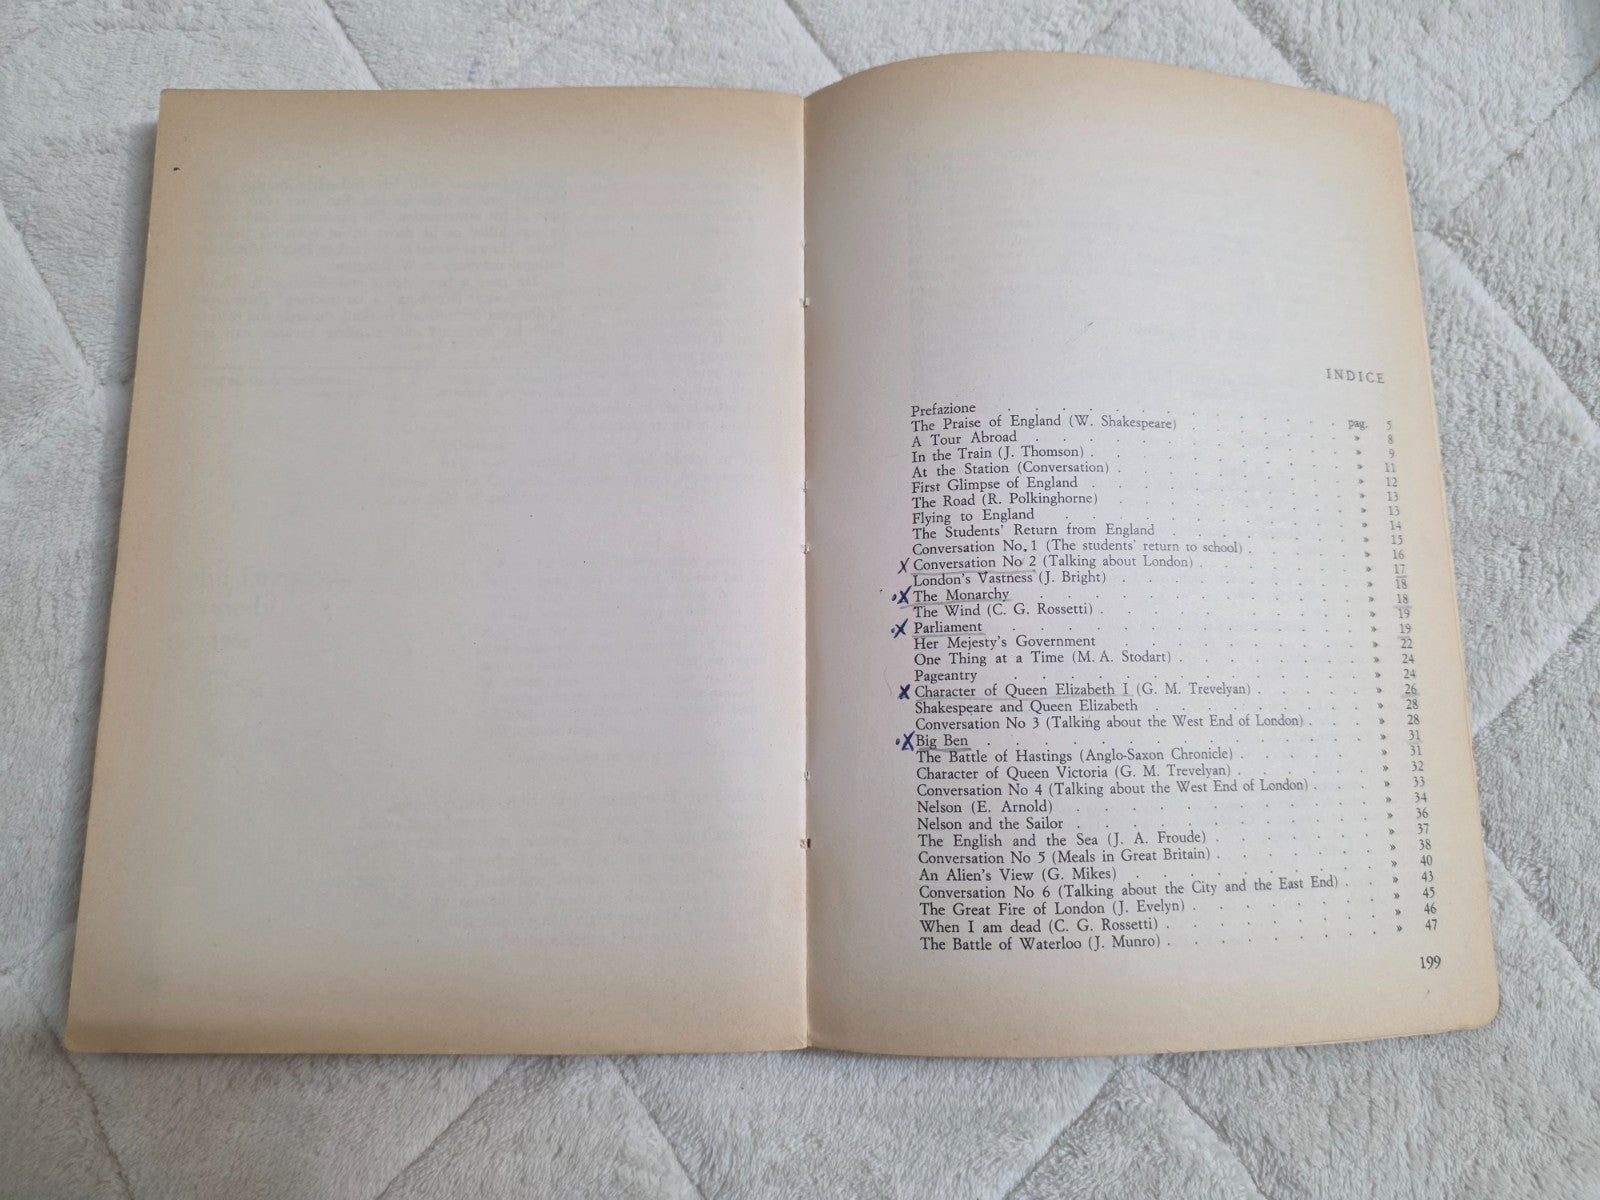 INDICE
Prefazione . . . . . . . . . . . . pag. 5
The Praise of England (W. Shakespeare) . . . . . . . » 8
A Tour Abroad . . . . . . . . . . . » 9
In the Train (J. Thomson) . . . . . . . . . » 11
At the Station (Conversation) . . . . . . . . » 12
First Glimpse of England . . . . . . . . . » 13
The Road (R. Polkinghorne) . . . . . . . . » 13
Flying to England . . . . . . . . . . » 14
The Students' Return from England . . . . . . . » 15
Conversation No. 1 (The students' return to school) . . . . . » 16
X Conversation No 2 (Talking about London) . . . . . . » 17
London's Vastness (J. Bright) . . . . . . . . » 18
X The Monarchy . . . . . . . . . . . » 18
The Wind (C. G. Rossetti) . . . . . . . . . » 19
X Parliament . . . . . . . . . . . . » 19
Her Mejesty's Government . . . . . . . . . » 22
One Thing at a Time (M. A. Stodart) . . . . . . . » 24
Pageantry . . . . . . . . . . . . » 24
X Character of Queen Elizabeth I (G. M. Trevelyan) . . . . . » 26
Shakespeare and Queen Elizabeth . . . . . . . . » 28
Conversation No 3 (Talking about the West End of London) . . . . » 28
X Big Ben . . . . . . . . . . . . » 31
The Battle of Hastings (Anglo-Saxon Chronicle) . . . . . . » 31
Character of Queen Victoria (G. M. Trevelyan) . . . . . . » 32
Conversation No 4 (Talking about the West End of London) . . . . » 33
Nelson (E. Arnold) . . . . . . . . . . » 34
Nelson and the Sailor . . . . . . . . . . » 36
The English and the Sea (J. A. Froude) . . . . . . . » 37
Conversation No 5 (Meals in Great Britain) . . . . . . » 38
An Alien's View (G. Mikes) . . . . . . . . . » 40
Conversation No 6 (Talking about the City and the East End) . . . » 43
The Great Fire of London (J. Evelyn) . . . . . . . » 45
When I am dead (C. G. Rossetti) . . . . . . . . » 46
The Battle of Waterloo (J. Munro) . . . . . . . . » 47
199